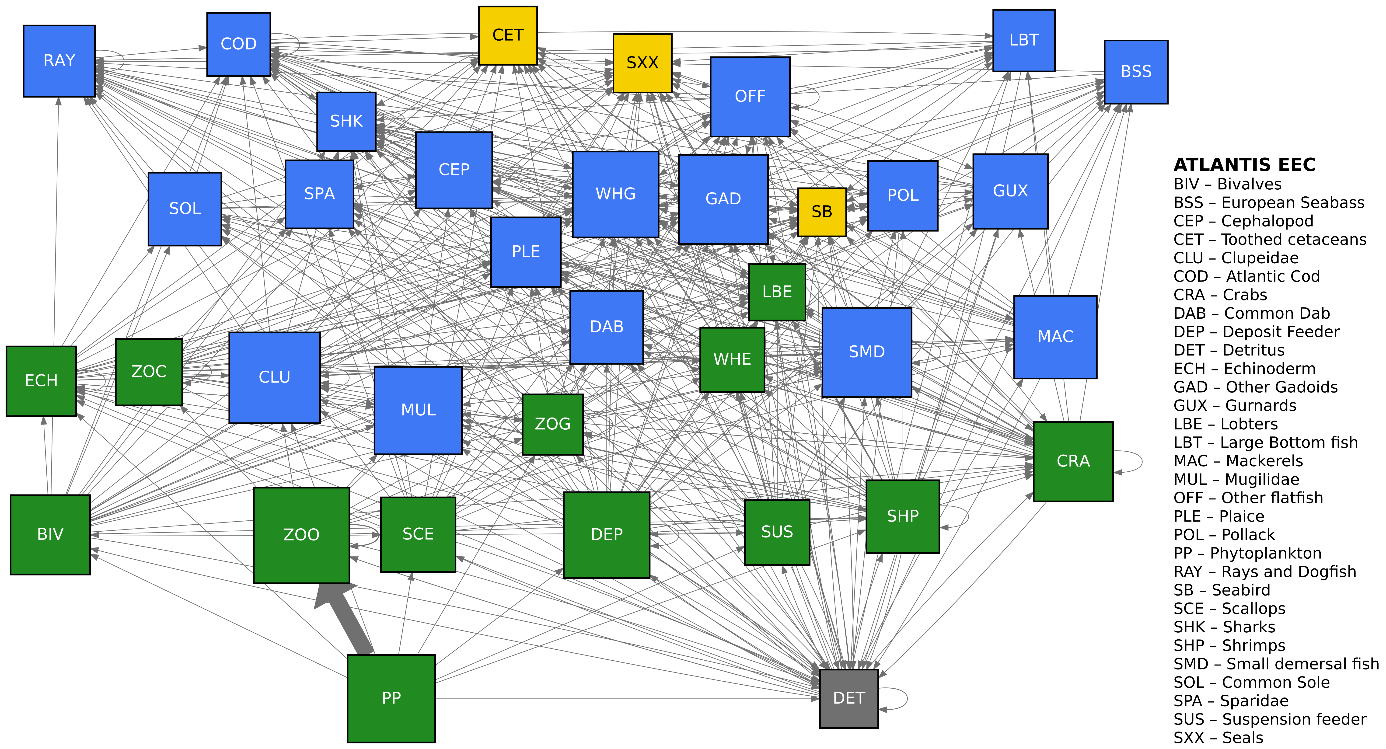 COD
CET
LBT
RAY
SXX
BSS
OFF
SHK
CEP
SPA
WHG
GAD
POL
GUX
SOL
SB
PLE
LBE
DAB
MAC
SMD
WHE
ZOC
CLU
ECH
MUL
ZOG
CRA
SHP
BIV
ZOO
SCE
DEP
SUS
PP
DET
ATLANTIS EEC
BIV – Bivalves
BSS – European Seabass
CEP – Cephalopod
CET – Toothed cetaceans
CLU – Clupeidae
COD – Atlantic Cod
CRA – Crabs
DAB – Common Dab
DEP – Deposit Feeder
DET – Detritus
ECH – Echinoderm
GAD – Other Gadoids
GUX – Gurnards
LBE – Lobters
LBT – Large Bottom fish
MAC – Mackerels
MUL – Mugilidae
OFF – Other flatfish
PLE – Plaice
POL – Pollack
PP – Phytoplankton
RAY – Rays and Dogfish
SB – Seabird
SCE – Scallops
SHK – Sharks
SHP – Shrimps
SMD – Small demersal fish
SOL – Common Sole
SPA – Sparidae
SUS – Suspension feeder
SXX – Seals